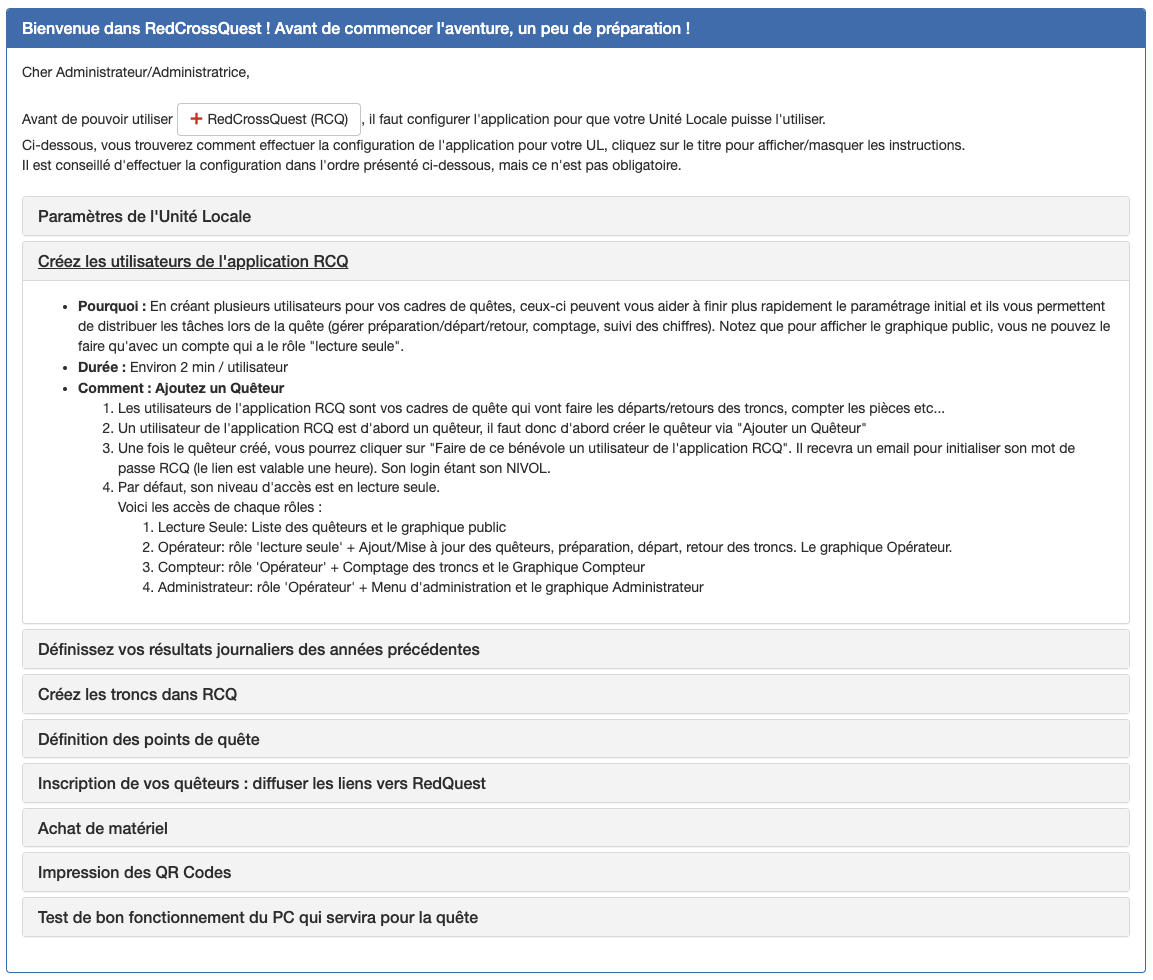 Bienvenue dans RedCrossQuest ! Avant de commencer l'aventure, un peu de préparation !
Cher Administrateur/Administratrice,
Avant de pouvoir utiliser RedCrossQuest (RCQ) , il faut configurer l'application pour que votre Unité Locale puisse l'utiliser.
Ci-dessous, vous trouverez comment effectuer la configuration de l'application pour votre UL, cliquez sur le titre pour afficher/masquer les instructions.
Il est conseillé d'effectuer la configuration dans l'ordre présenté ci-dessous, mais ce n'est pas obligatoire.
Paramètres de l'Unité Locale
Créez les utilisateurs de l'application RCQ
• Pourquoi : En créant plusieurs utilisateurs pour vos cadres de quêtes, ceux-ci peuvent vous aider à finir plus rapidement le paramétrage initial et ils vous permettent
de distribuer les tâches lors de la quête (gérer préparation/départ/retour, comptage, suivi des chiffres). Notez que pour afficher le graphique public, vous ne pouvez le
faire qu'avec un compte qui a le rôle "lecture seule".
• Durée : Environ 2 min / utilisateur
• Comment : Ajoutez un Quêteur
1. Les utilisateurs de l'application RCQ sont vos cadres de quête qui vont faire les départs/retours des troncs, compter les pièces etc...
2. Un utilisateur de l'application RCQ est d'abord un quêteur, il faut donc d'abord créer le quêteur via "Ajouter un Quêteur"
3. Une fois le quêteur créé, vous pourrez cliquer sur "Faire de ce bénévole un utilisateur de l'application RCQ". Il recevra un email pour initialiser son mot de
passe RCQ (le lien est valable une heure). Son login étant son NIVOL.
4. Par défaut, son niveau d'accès est en lecture seule.
Voici les accès de chaque rôles :
1. Lecture Seule: Liste des quêteurs et le graphique public
2. Opérateur: rôle 'lecture seule' + Ajout/Mise à jour des quêteurs, préparation, départ, retour des troncs. Le graphique Opérateur.
3. Compteur: rôle 'Opérateur' + Comptage des troncs et le Graphique Compteur
4. Administrateur: rôle 'Opérateur' + Menu d'administration et le graphique Administrateur
Définissez vos résultats journaliers des années précédentes
Créez les troncs dans RCQ
Définition des points de quête
Inscription de vos quêteurs : diffuser les liens vers RedQuest
Achat de matériel
Impression des QR Codes
Test de bon fonctionnement du PC qui servira pour la quête